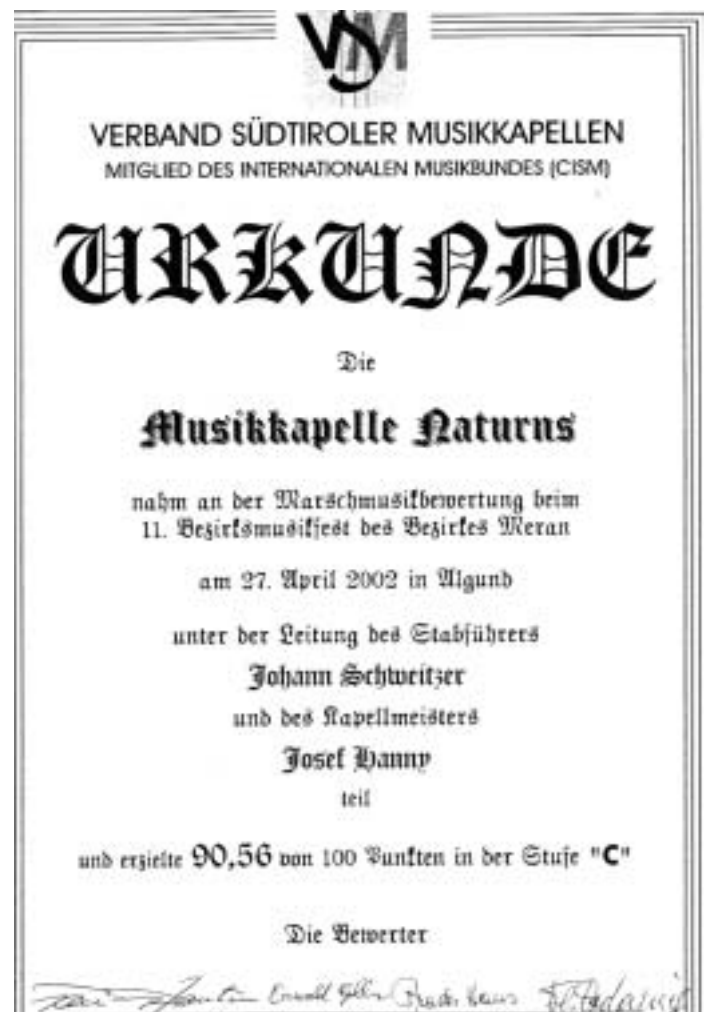 VSM
VERBAND SÜDTIROLER MUSIKKAPELLEN
MITGLIED DES INTERNATIONALEN MUSIKBUNDES (CISM)
URKUNDE
Die
Musikkapelle Naturns
nahm an der Marschmusikbewertung beim
11. Bezirksmusikfest des Bezirkes Meran
am 27. April 2002 in Algund
unter der Leitung des Stabführers
Johann Schweitzer
und des Kapellmeisters
Josef Hanny
teil
und erzielte 90,56 von 100 Punkten in der Stufe "C"
Die Bewerter